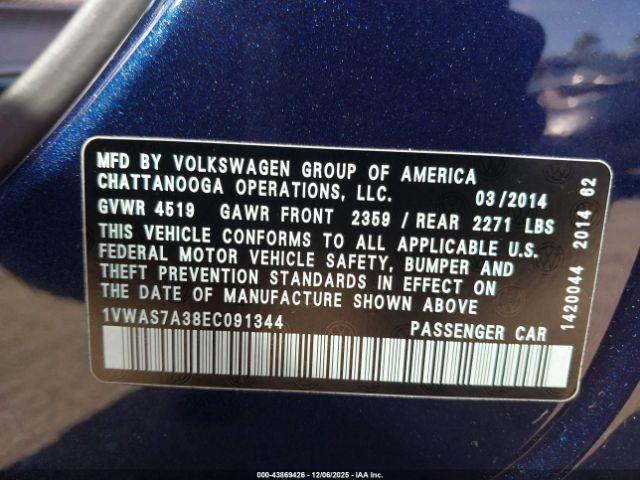 MFD BY VOLKSWAGEN GROUP OF AMERICA
CHATTANOOGA OPERATIONS, LLC. 03/2014
GVWR 4519 GAWR FRONT 2359 / REAR 2271 LBS
THIS VEHICLE CONFORMS TO ALL APPLICABLE U.S.
FEDERAL MOTOR VEHICLE SAFETY, BUMPER AND
THEFT PREVENTION STANDARDS IN EFFECT ON
THE DATE OF MANUFACTURE SHOWN ABOVE
1VWAS7A38EC091344 PASSENGER CAR
1420044 2014 62
000-43869426 - 12/06/2025 - IAA Inc.